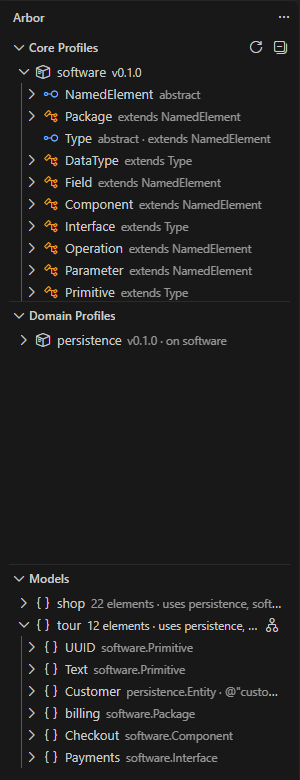 Arbor
Core Profiles
software v0.1.0
NamedElement abstract
Package extends NamedElement
Type abstract · extends NamedElement
DataType extends Type
Field extends NamedElement
Component extends NamedElement
Interface extends Type
Operation extends NamedElement
Parameter extends NamedElement
Primitive extends Type
Domain Profiles
persistence v0.1.0 · on software
Models
{ } shop 22 elements · uses persistence, soft...
{ } tour 12 elements · uses persistence, ...
{ } UUID software.Primitive
{ } Text software.Primitive
{ } Customer persistence.Entity · @"custo...
{ } billing software.Package
{ } Checkout software.Component
{ } Payments software.Interface